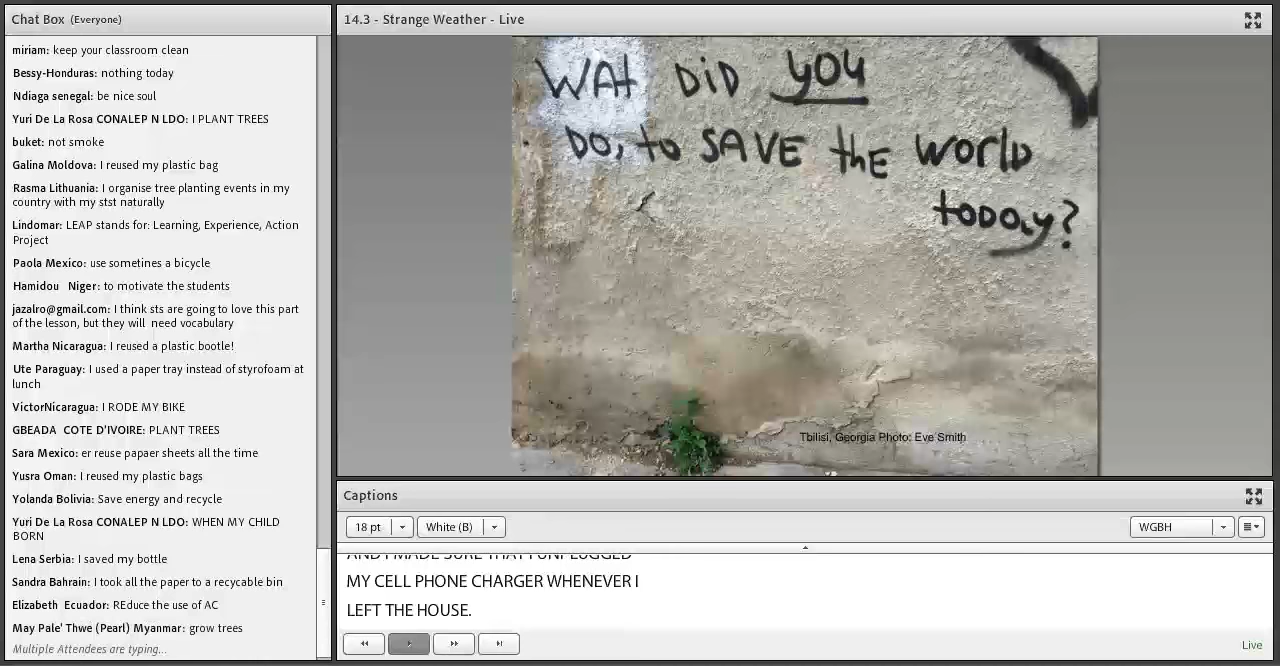 Chat Box (Everyone)
miriam: keep your classroom clean
Bessy-Honduras: nothing today
Ndiaga senegal: be nice soul
Yuri De La Rosa CONALEP N LDO: I PLANT TREES
buket: not smoke
Galina Moldova: I reused my plastic bag
Rasma Lithuania: I organise tree planting events in my
country with my stst naturally
Lindomar: LEAP stands for: Learning, Experience, Action
Project
Paola Mexico: use sometines a bicycle
Hamidou Niger: to motivate the students
jazalro@gmail.com: I think sts are going to love this part
of the lesson, but they will need vocabulary
Martha Nicaragua: I reused a plastic bootle!
Ute Paraguay: I used a paper tray instead of styrofoam at
lunch
VictorNicaragua: I RODE MY BIKE
GBEADA COTE D'IVOIRE: PLANT TREES
Sara Mexico: er reuse papaer sheets all the time
Yusra Oman: I reused my plastic bags
Yolanda Bolivia: Save energy and recycle
Yuri De La Rosa CONALEP N LDO: WHEN MY CHILD
BORN
Lena Serbia: I saved my bottle
Sandra Bahrain: I took all the paper to a recycable bin
Elizabeth Ecuador: REduce the use of AC
May Pale' Thwe (Pearl) Myanmar: grow trees
Multiple Attendees are typing...
14.3 - Strange Weather - Live
WAt DiD you
DO, to SAVE thE World
toDay?
Tbilisi, Georgia Photo: Eve Smith
Captions
18 pt
White (B)
WGBH
AND I MADE SURE THAT I UNPLUGGED
MY CELL PHONE CHARGER WHENEVER I
LEFT THE HOUSE.
Live